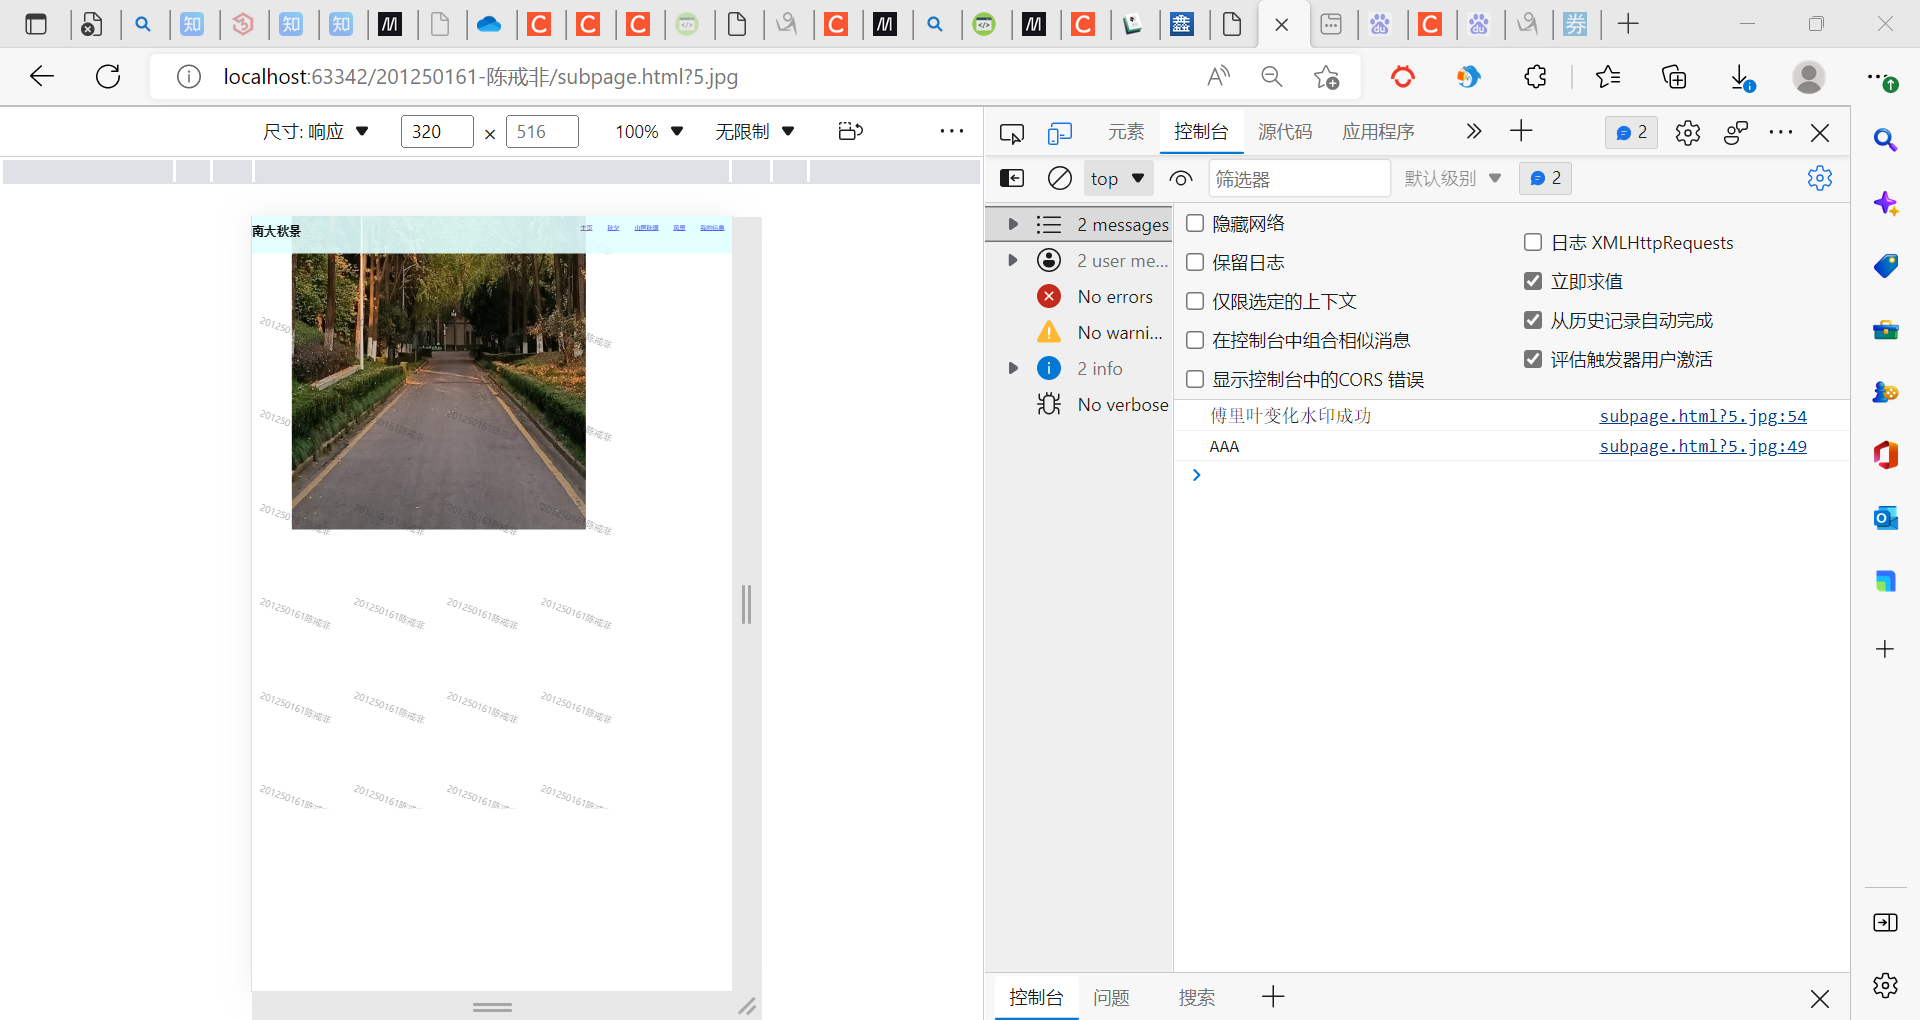 localhost:63342/201250161-陈戒非/subpage.html?5.jpg
尺寸: 响应
320 × 516
100%
无限制
元素
控制台
源代码
应用程序
2
top
筛选器
默认级别
2
南大秋景
主页
秋夕
山居秋暝
风景
我的信息
201250161陈戒非
201250161陈戒非
201250161陈戒非
201250161陈戒非
201250161陈戒非
201250161陈戒非
201250161陈戒非
201250161陈戒非
201250161陈戒非
201250161陈戒非
201250161陈戒非
201250161陈戒非
2 messages
2 user me...
No errors
No warni...
2 info
No verbose
隐藏网络
保留日志
仅限选定的上下文
在控制台中组合相似消息
显示控制台中的CORS 错误
日志 XMLHttpRequests
立即求值
从历史记录自动完成
评估触发器用户激活
傅里叶变化水印成功 subpage.html?5.jpg:54
AAA subpage.html?5.jpg:49
控制台
问题
搜索